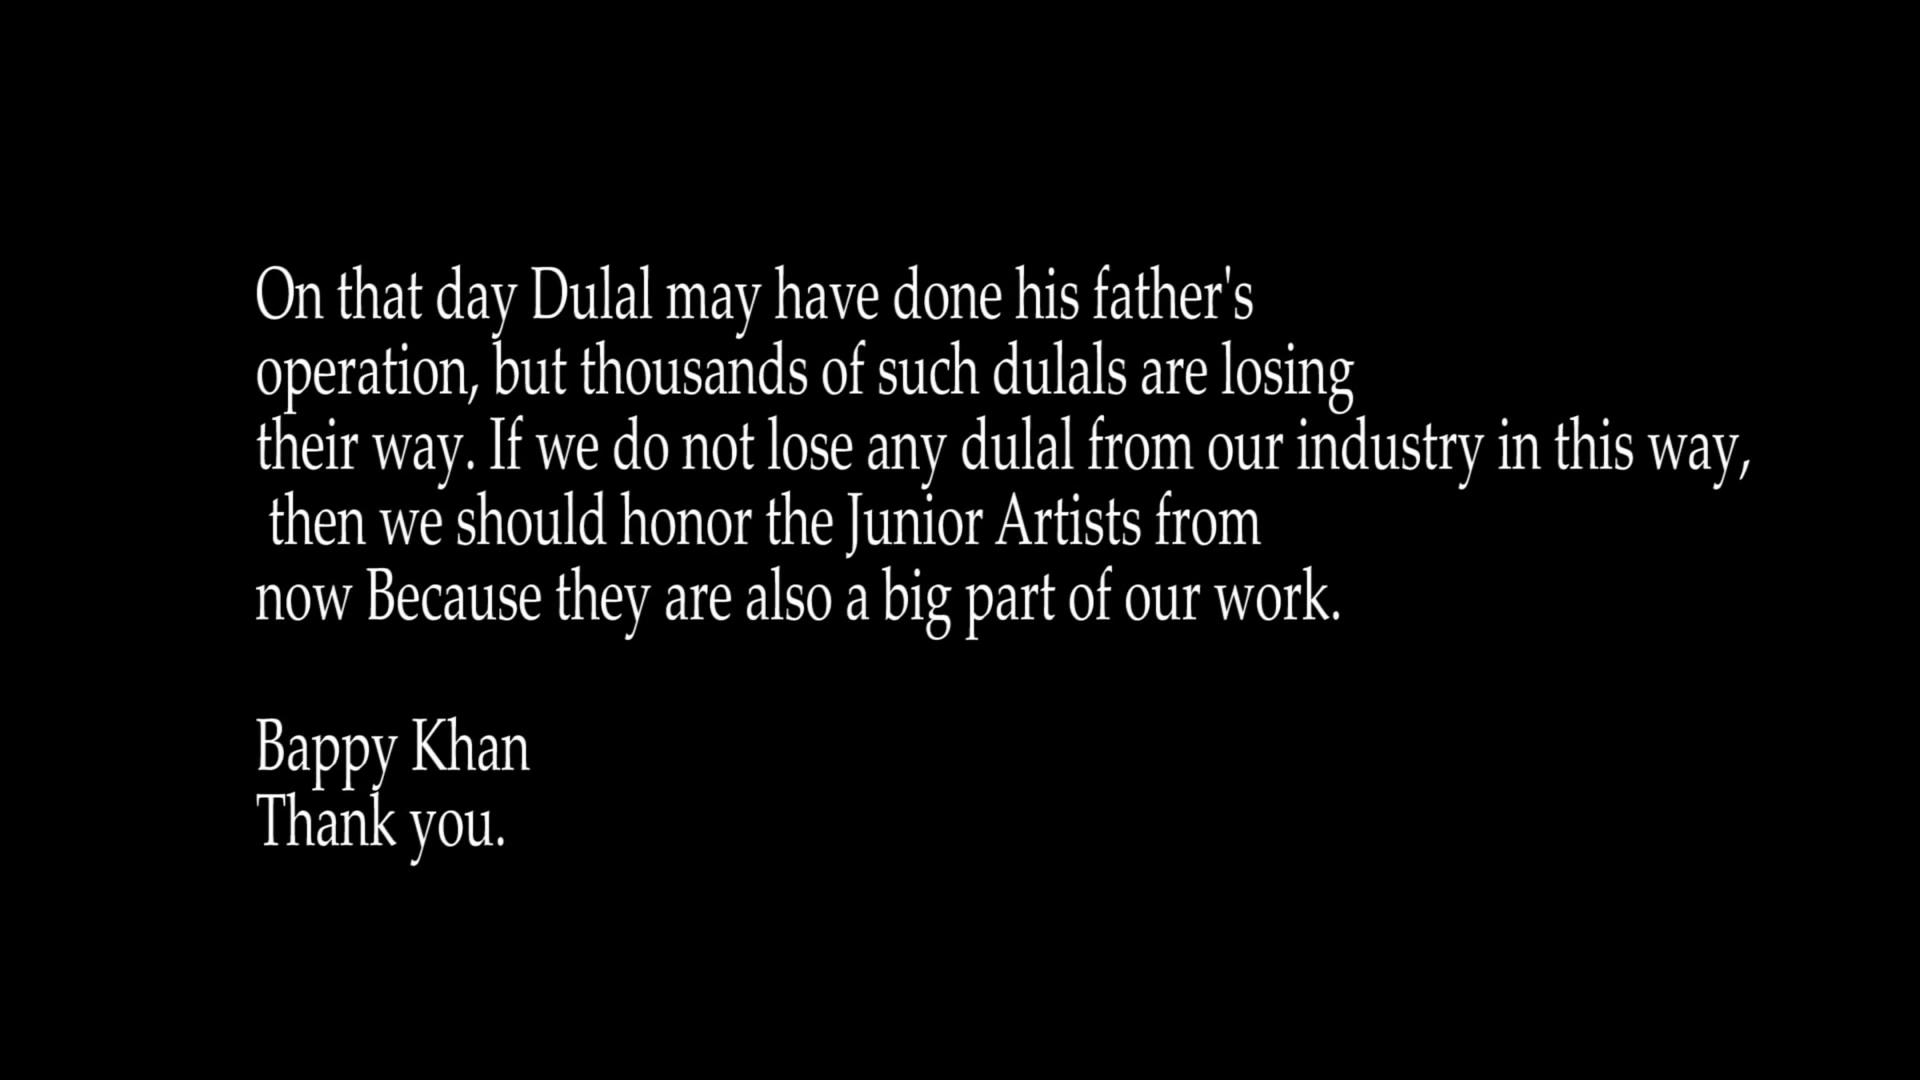 On that day Dulal may have done his father's
operation, but thousands of such dulals are losing
their way. If we do not lose any dulal from our industry in this way,
then we should honor the Junior Artists from
now Because they are also a big part of our work.
Bappy Khan
Thank you.